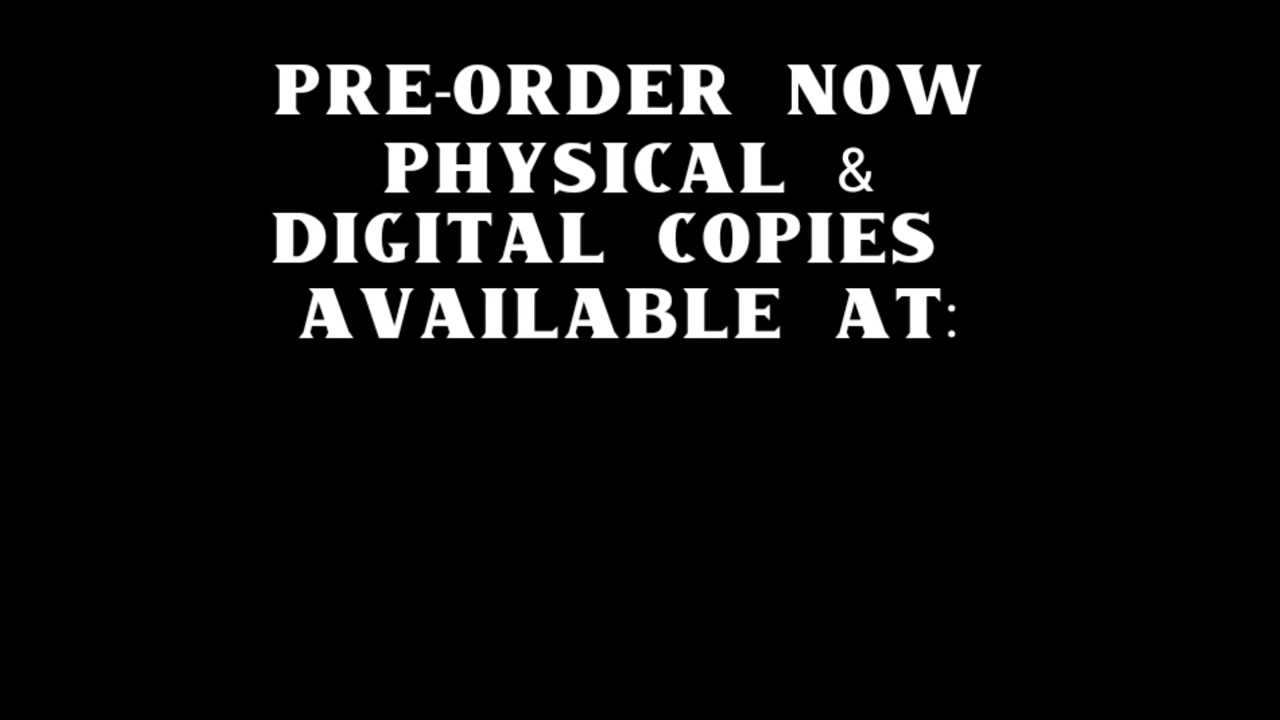 PRE-ORDER NOW
PHYSICAL &
DIGITAL COPIES
AVAILABLE AT: